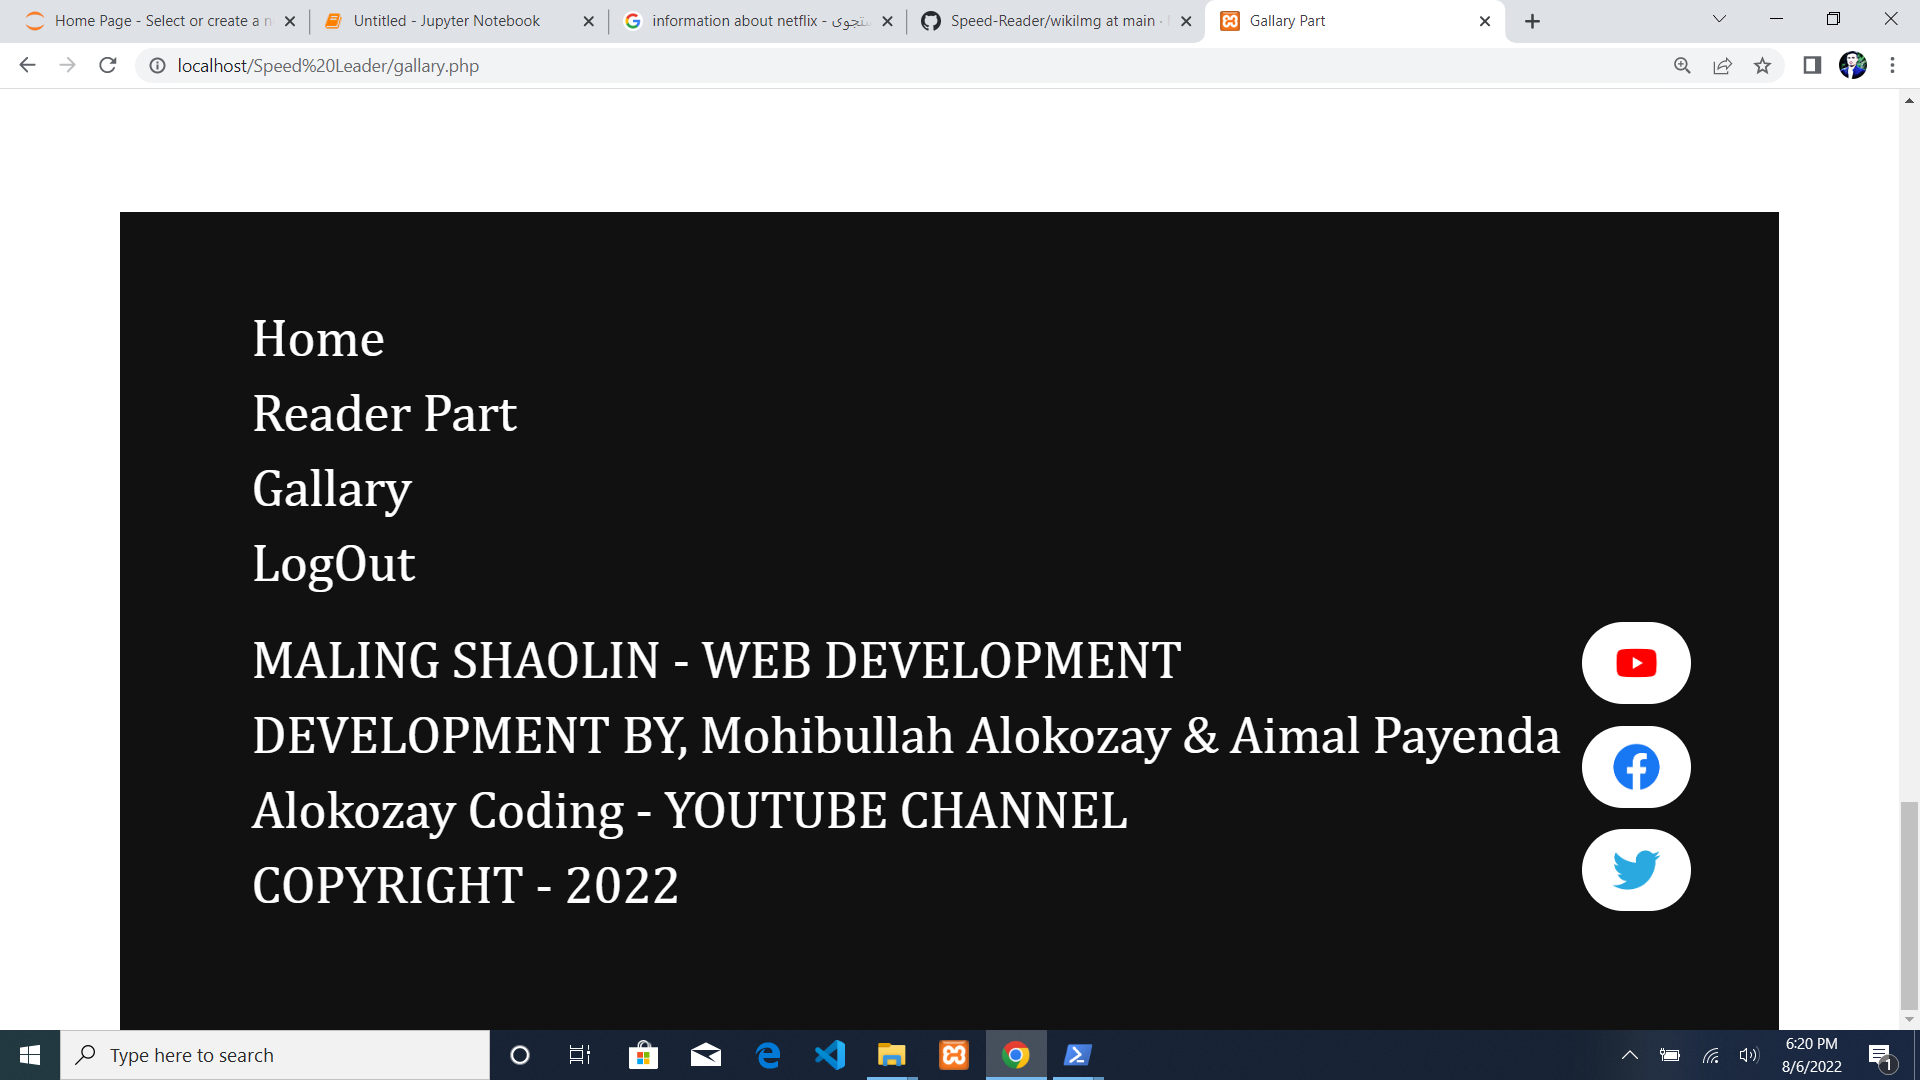 Home Page - Select or create a n
Untitled - Jupyter Notebook
information about netflix - ستجوی
Speed-Reader/wikiImg at main ·
Gallary Part
localhost/Speed%20Leader/gallary.php
Home
Reader Part
Gallary
LogOut
MALING SHAOLIN - WEB DEVELOPMENT
DEVELOPMENT BY, Mohibullah Alokozay & Aimal Payenda
Alokozay Coding - YOUTUBE CHANNEL
COPYRIGHT - 2022
Type here to search
6:20 PM
8/6/2022
1